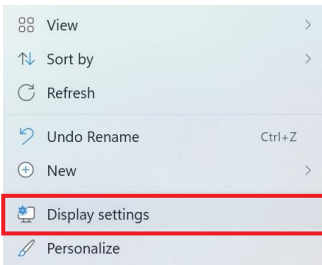 View
Sort by
Refresh
Undo Rename Ctrl+Z
New
Display settings
Personalize